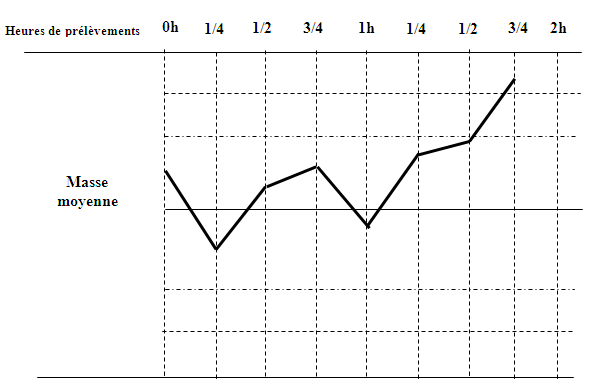 Heures de prélèvements 0h 1/4 1/2 3/4 1h 1/4 1/2 3/4 2h
Masse
moyenne